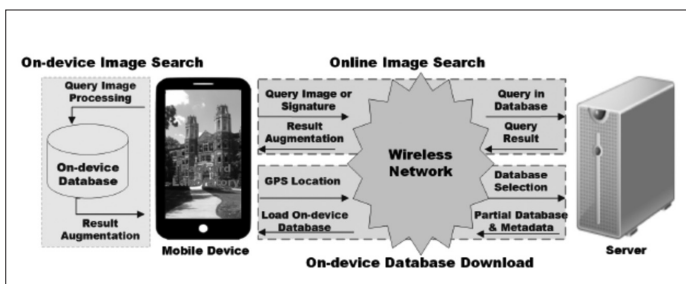 On-device Image Search
Online Image Search
Query Image
Processing
On-device
Database
Result
Augmentation
Mobile Device
Query Image or
Signature
Result
Augmentation
GPS Location
Load On-device
Database
Wireless
Network
Query in
Database
Query
Result
Database
Selection
Partial Database
& Metadata
Server
On-device Database Download